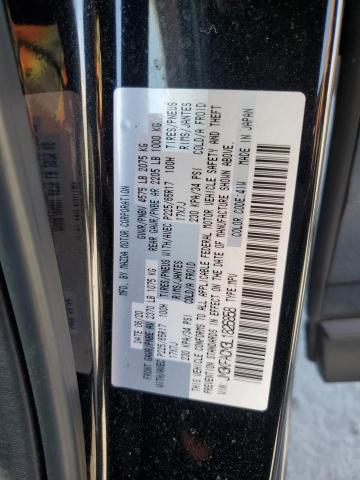 MFD. BY MAZDA MOTOR CORPORATION
DATE 06/20 GVWR/PNBV 4575 LB 2075 KG
FRONT GAWR/PNBE AV 2370 LB 1075 KG REAR GAWR/PNBE AR 2205 LB 1000 KG
P225/65R17 TIRES/PNEUS WITH/AVEC P225/65R17 100H TIRES/PNEUS WITH/AVEC
17X7J RIMS/JANTES 17X7J RIMS/JANTES
230 KPA/34 PSI COLD/A FROID 230 KPA/34 PSI COLD/A FROID
THIS VEHICLE CONFORMS TO ALL APPLICABLE FEDERAL MOTOR VEHICLE SAFETY AND THEFT
PREVENTION STANDARDS IN EFFECT ON THE DATE OF MANUFACTURE SHOWN ABOVE.
COLOR CODE:41W MADE IN JAPAN
TYPE:MPV
VIN: